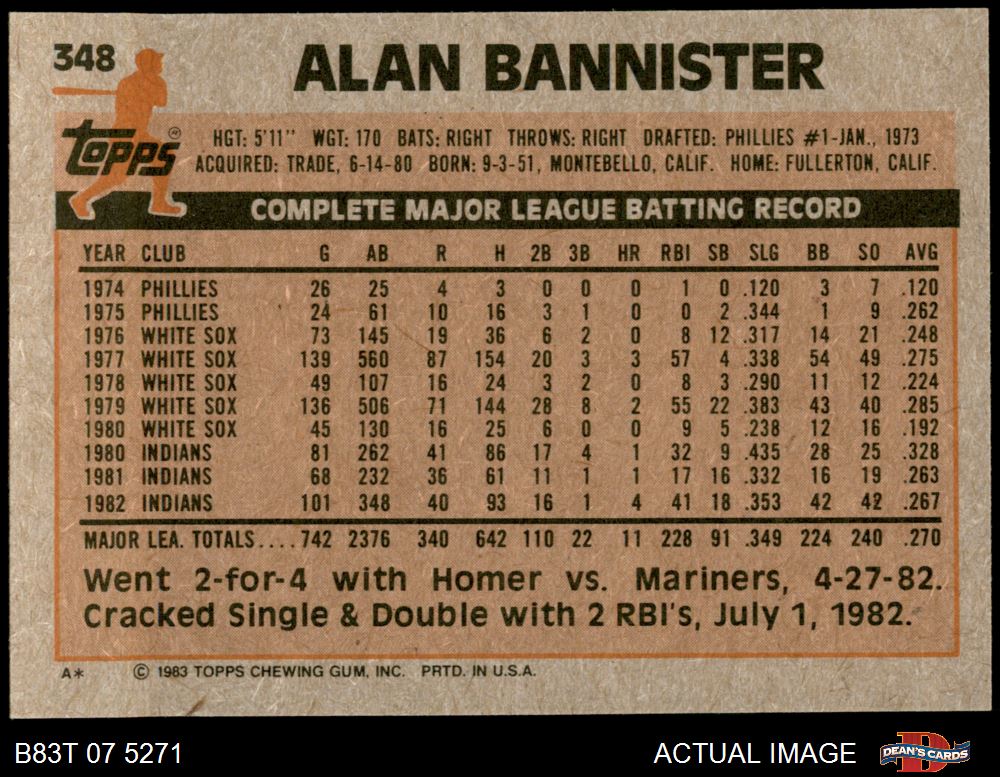 348
ALAN BANNISTER
Topps ®
HGT: 5'11" WGT: 170 BATS: RIGHT THROWS: RIGHT DRAFTED: PHILLIES #1-JAN., 1973
ACQUIRED: TRADE, 6-14-80 BORN: 9-3-51, MONTEBELLO, CALIF. HOME: FULLERTON, CALIF.
COMPLETE MAJOR LEAGUE BATTING RECORD
YEAR CLUB G AB R H 2B 3B HR RBI SB SLG BB SO AVG
1974 PHILLIES 26 25 4 3 0 0 0 1 0 .120 3 7 .120
1975 PHILLIES 24 61 10 16 3 1 0 0 2 .344 1 9 .262
1976 WHITE SOX 73 145 19 36 6 2 0 8 12 .317 14 21 .248
1977 WHITE SOX 139 560 87 154 20 3 3 57 4 .338 54 49 .275
1978 WHITE SOX 49 107 16 24 3 2 0 8 3 .290 11 12 .224
1979 WHITE SOX 136 506 71 144 28 8 2 55 22 .383 43 40 .285
1980 WHITE SOX 45 130 16 25 6 0 0 9 5 .238 12 16 .192
1980 INDIANS 81 262 41 86 17 4 1 32 9 .435 28 25 .328
1981 INDIANS 68 232 36 61 11 1 1 17 16 .332 16 19 .263
1982 INDIANS 101 348 40 93 16 1 4 41 18 .353 42 42 .267
MAJOR LEA. TOTALS....742 2376 340 642 110 22 11 228 91 .349 224 240 .270
Went 2-for-4 with Homer vs. Mariners, 4-27-82.
Cracked Single & Double with 2 RBI's, July 1, 1982.
A* © 1983 TOPPS CHEWING GUM, INC. PRTD. IN U.S.A.
B83T 07 5271 ACTUAL IMAGE DEAN'S CARDS